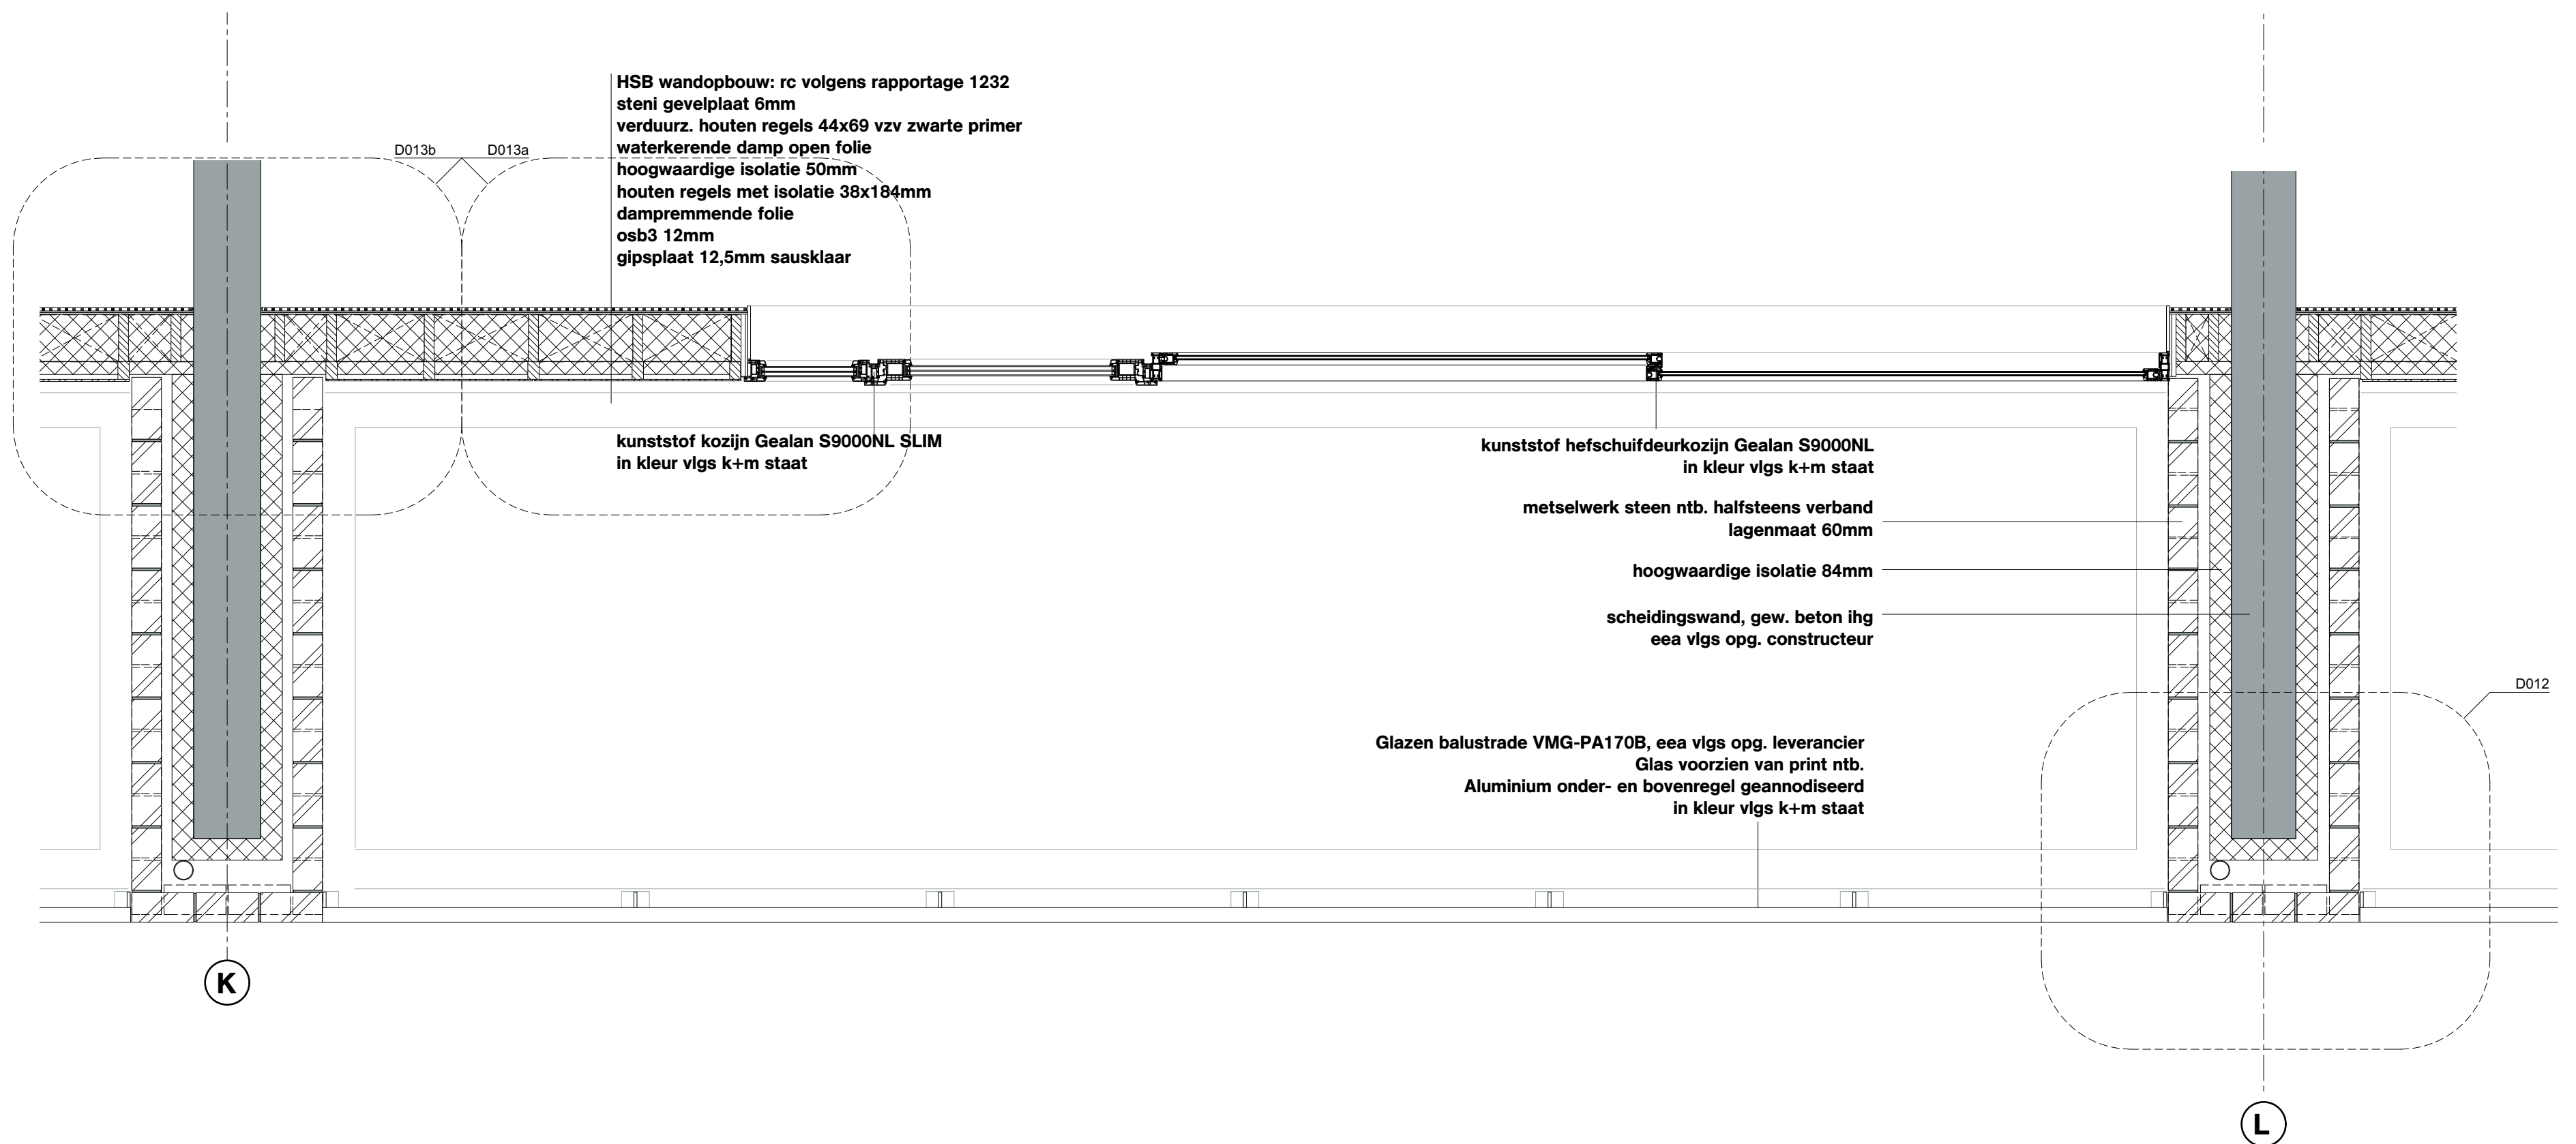 HSB wandopbouw: rc volgens rapportage 1232
steni gevelplaat 6mm
verduurz. houten regels 44x69 vzv zwarte primer
waterkerende damp open folie
hoogwaardige isolatie 50mm
houten regels met isolatie 38x184mm
dampremmende folie
osb3 12mm
gipsplaat 12,5mm sausklaar
D013b
D013a
kunststof kozijn Gealan S9000NL SLIM
in kleur vlgs k+m staat
kunststof hefschuifdeurkozijn Gealan S9000NL
in kleur vlgs k+m staat
metselwerk steen ntb. halfsteens verband
lagenmaat 60mm
hoogwaardige isolatie 84mm
scheidingswand, gew. beton ihg
eea vlgs opg. constructeur
D012
Glazen balustrade VMG-PA170B, eea vlgs opg. leverancier
Glas voorzien van print ntb.
Aluminium onder- en bovenregel geannodiseerd
in kleur vlgs k+m staat
K
L